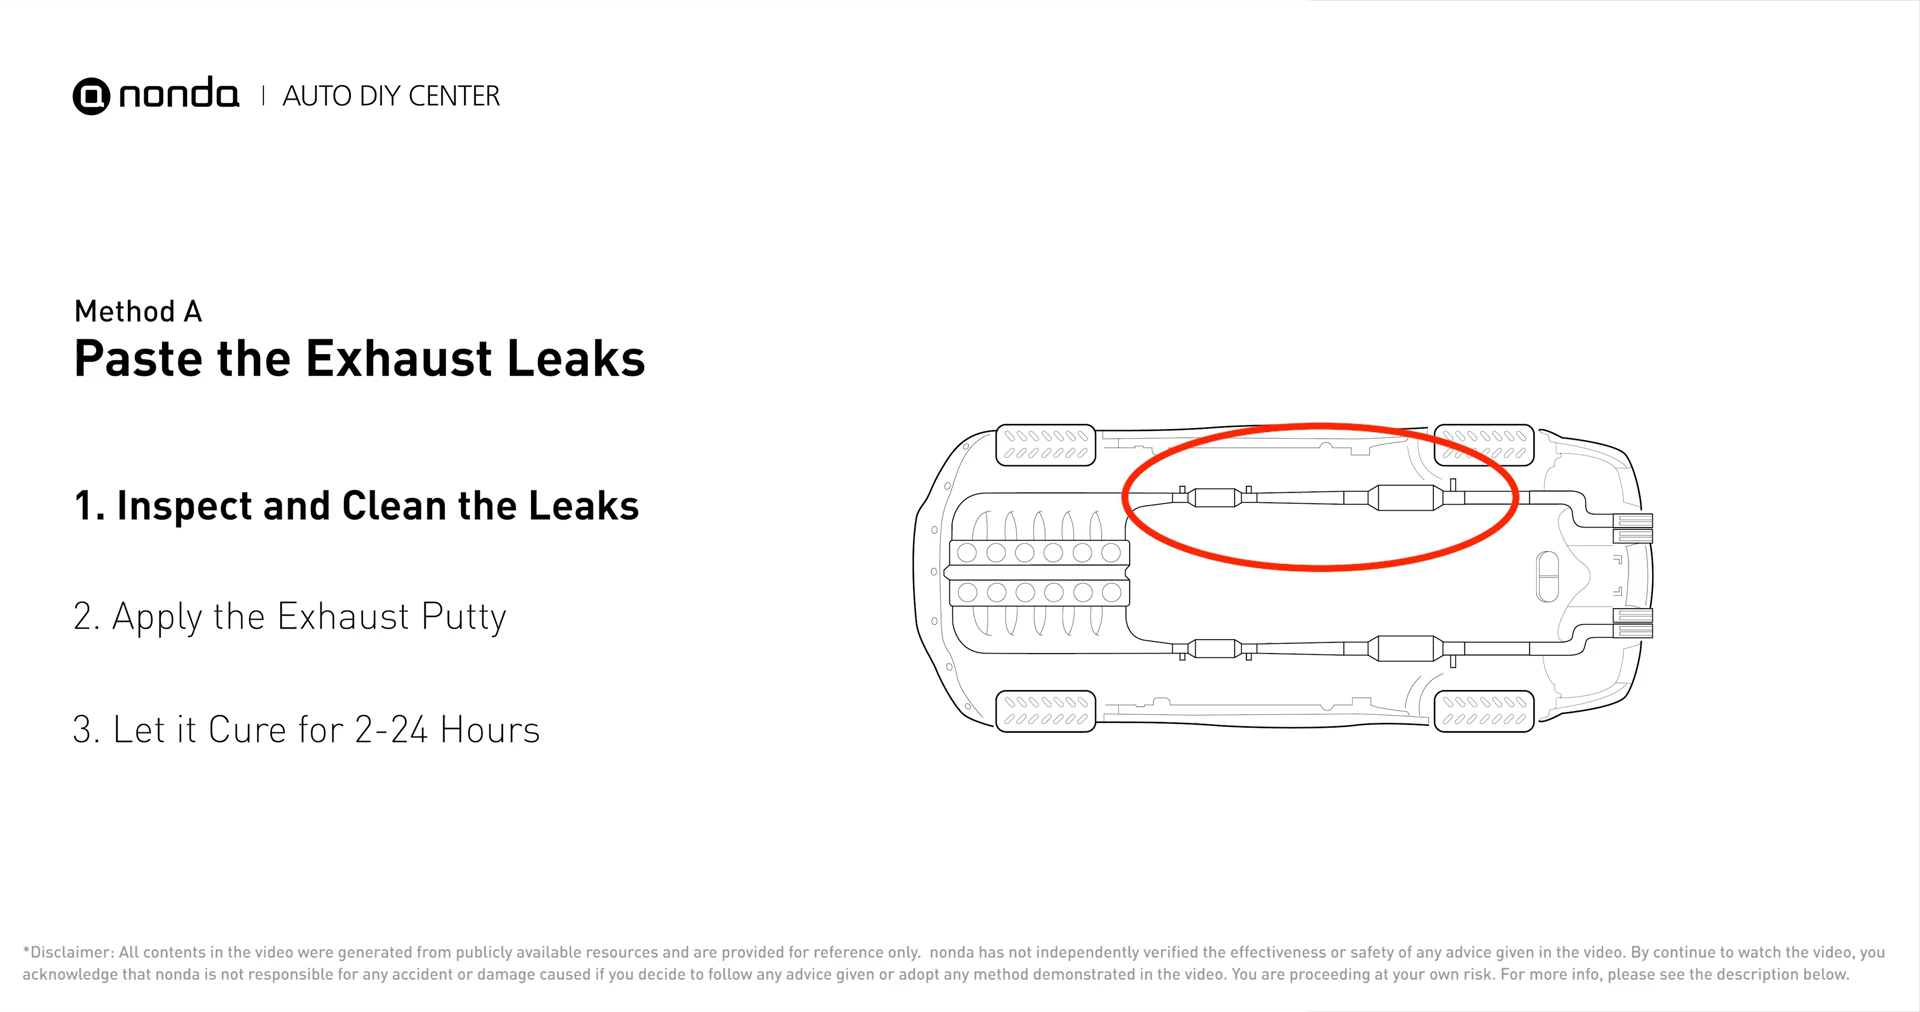 nonda | AUTO DIY CENTER
Method A
Paste the Exhaust Leaks
1. Inspect and Clean the Leaks
2. Apply the Exhaust Putty
3. Let it Cure for 2-24 Hours
*Disclaimer: All contents in the video were generated from publicly available resources and are provided for reference only. nonda has not independently verified the effectiveness or safety of any advice given in the video. By continue to watch the video, you
acknowledge that nonda is not responsible for any accident or damage caused if you decide to follow any advice given or adopt any method demonstrated in the video. You are proceeding at your own risk. For more info, please see the description below.